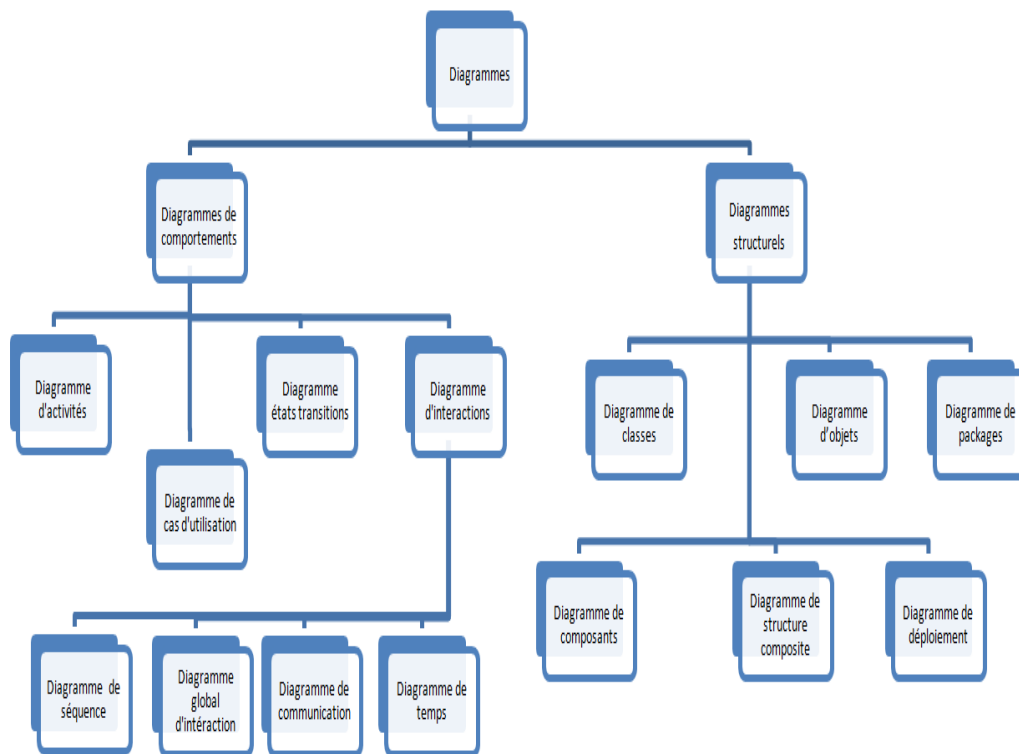 Diagrammes
Diagrammes de
comportements
Diagrammes
structurels
Diagramme
d'activités
Diagramme
états transitions
Diagramme
d'interactions
Diagramme de
classes
Diagramme
d'objets
Diagramme de
packages
Diagramme de
cas d'utilisation
Diagramme de
composants
Diagramme de
structure
composite
Diagramme de
déploiement
Diagramme de
séquence
Diagramme
global
d'intéraction
Diagramme de
communication
Diagramme de
temps